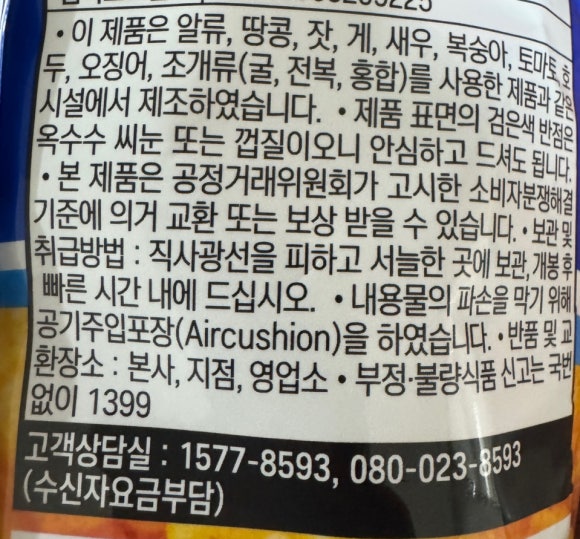 • 이 제품은 알류, 땅콩, 잣, 게, 새우, 복숭아, 토마토, 호
두, 오징어, 조개류(굴, 전복, 홍합)를 사용한 제품과 같은
시설에서 제조하였습니다. • 제품 표면의 검은색 반점은
옥수수 씨눈 또는 껍질이오니 안심하고 드셔도 됩니다.
• 본 제품은 공정거래위원회가 고시한 소비자분쟁해결
기준에 의거 교환 또는 보상 받을 수 있습니다. • 보관 및
취급방법 : 직사광선을 피하고 서늘한 곳에 보관, 개봉 후
빠른 시간 내에 드십시오. • 내용물의 파손을 막기 위해
공기주입포장(Aircushion)을 하였습니다. • 반품 및 교
환장소 : 본사, 지점, 영업소 • 부정·불량식품 신고는 국번
없이 1399
고객상담실 : 1577-8593, 080-023-8593
(수신자요금부담)